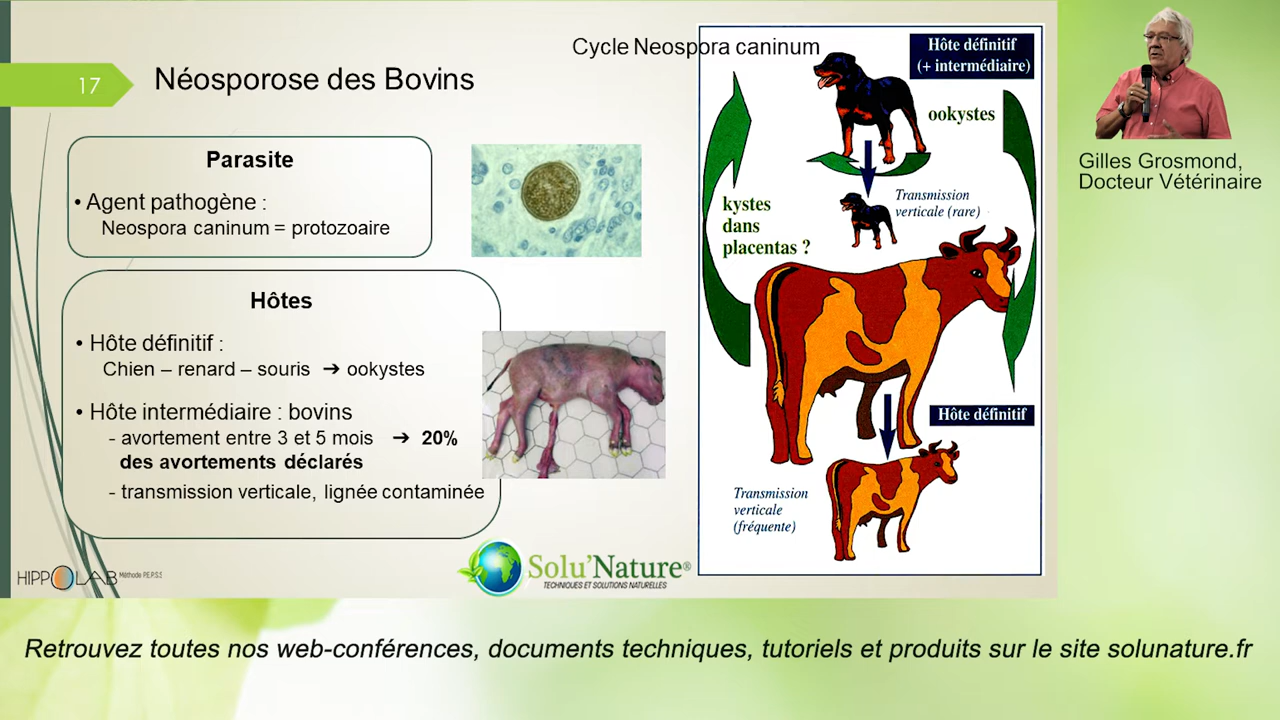 17
Néosporose des Bovins
Parasite
• Agent pathogène :
Neospora caninum = protozoaire
Hôtes
• Hôte définitif :
Chien – renard – souris ➔ ookystes
• Hôte intermédiaire : bovins
- avortement entre 3 et 5 mois ➔ 20%
des avortements déclarés
- transmission verticale, lignée contaminée
Cycle Neospora caninum
Hôte définitif
(+ intermédiaire)
ookystes
Transmission
verticale (rare)
kystes
dans
placentas ?
Hôte définitif
Transmission
verticale
(fréquente)
HIPPOLAB Méthode P.E.P.S.S
Solu'Nature®
TECHNIQUES ET SOLUTIONS NATURELLES
Gilles Grosmond,
Docteur Vétérinaire
Retrouvez toutes nos web-conférences, documents techniques, tutoriels et produits sur le site solunature.fr